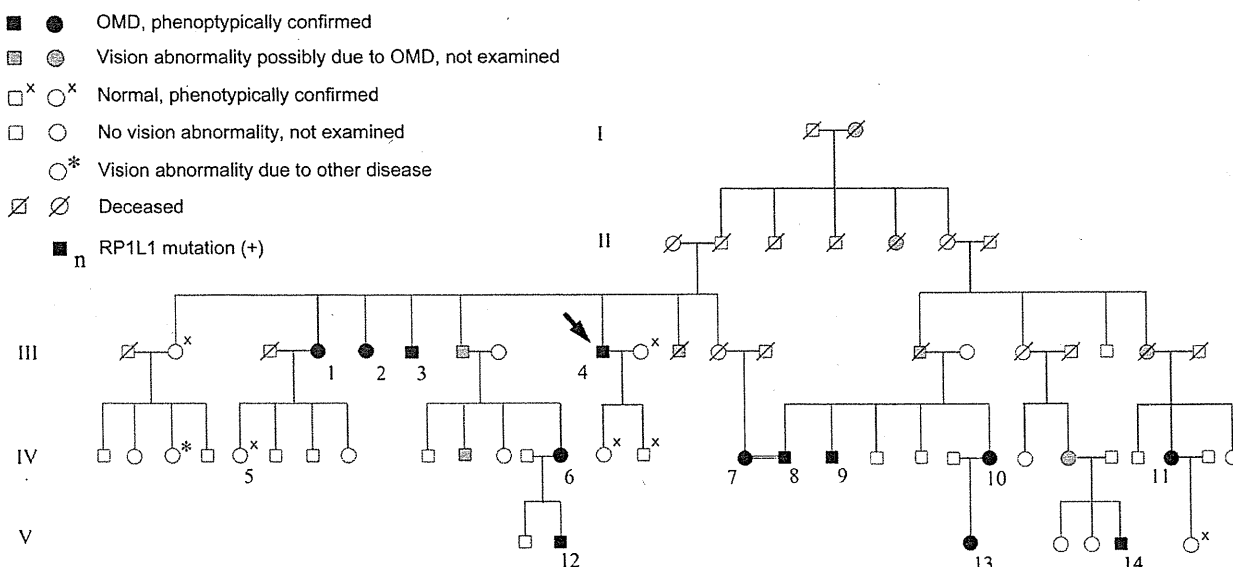 OMD, phenoptypically confirmed
Vision abnormality possibly due to OMD, not examined
x x Normal, phenotypically confirmed
No vision abnormality, not examined
* Vision abnormality due to other disease
Deceased
n RP1L1 mutation (+)
I
II
III
x x
1 2 3 4
IV
* x x x
5 6 7 8 9 10 11
V
x
12 13 14